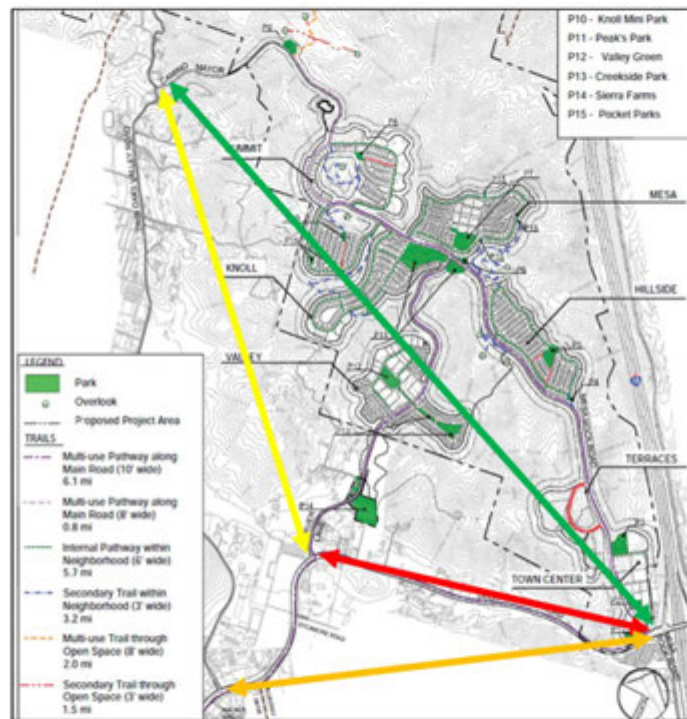 P10 - Knoll Mini Park
P11 - Peak's Park
P12 - Valley Green
P13 - Creekside Park
P14 - Sierra Farms
P15 - Pocket Parks
MESA
KNOLL
HILLSIDE
VALLEY
TERRACES
TOWN CENTER
LEGEND
Park
Overlook
Proposed Project Area
TRAILS
Multi-use Pathway along
Main Road (10' wide)
6.1 mi
Multi-use Pathway along
Main Road (8' wide)
0.8 mi
Internal Pathway within
Neighborhood (6' wide)
5.7 mi
Secondary Trail within
Neighborhood (3' wide)
3.2 mi
Multi-use Trail through
Open Space (8' wide)
2.0 mi
Secondary Trail through
Open Space (3' wide)
1.5 mi